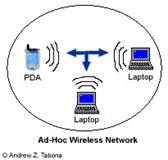 PDA
Laptop
Laptop
Ad-Hoc Wireless Network
© Andrew Z. Tabona